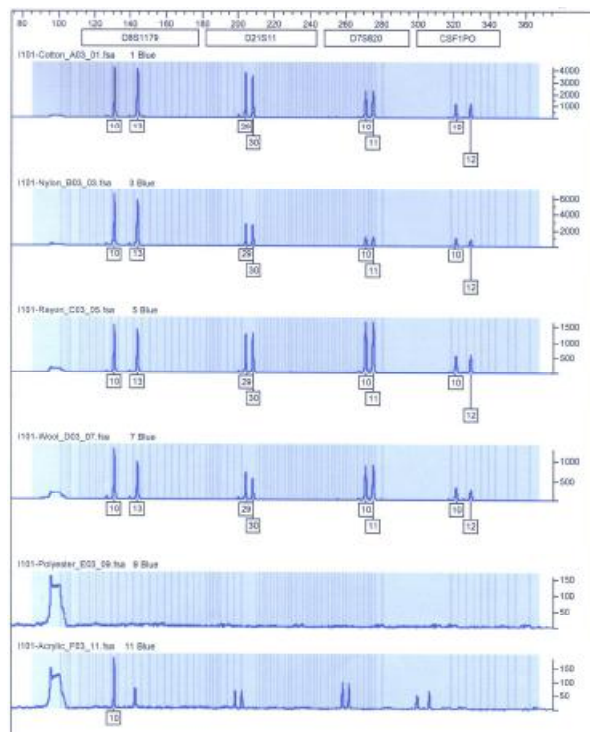 80 100 120 140 160 180 200 220 240 260 280 300 320 340 360
D8S1179 D21S11 D7S820 CSF1PO
I101-Cotton_A03_01.fsa 1 Blue
4000
3000
2000
1000
10 13 29 10 10
30 11
12
I101-Nylon_B03_03.fsa 3 Blue
6000
4000
2000
10 13 29 10 10
30 11
12
I101-Rayon_C03_05.fsa 5 Blue
1500
1000
500
10 13 29 10 10
30 11
12
I101-Wool_D03_07.fsa 7 Blue
1000
500
10 13 29 10 10
30 11 12
I101-Polyester_E03_09.fsa 9 Blue
150
100
50
I101-Acrylic_F03_11.fsa 11 Blue
150
100
50
10